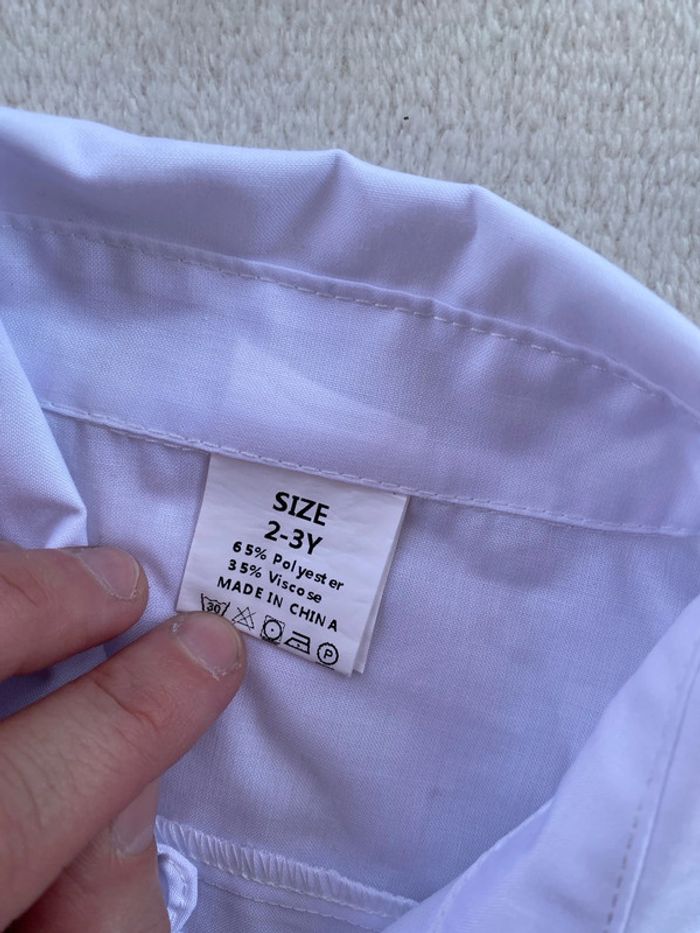 SIZE
2-3Y
65% Polyester
35% Viscose
MADE IN CHINA
30 P